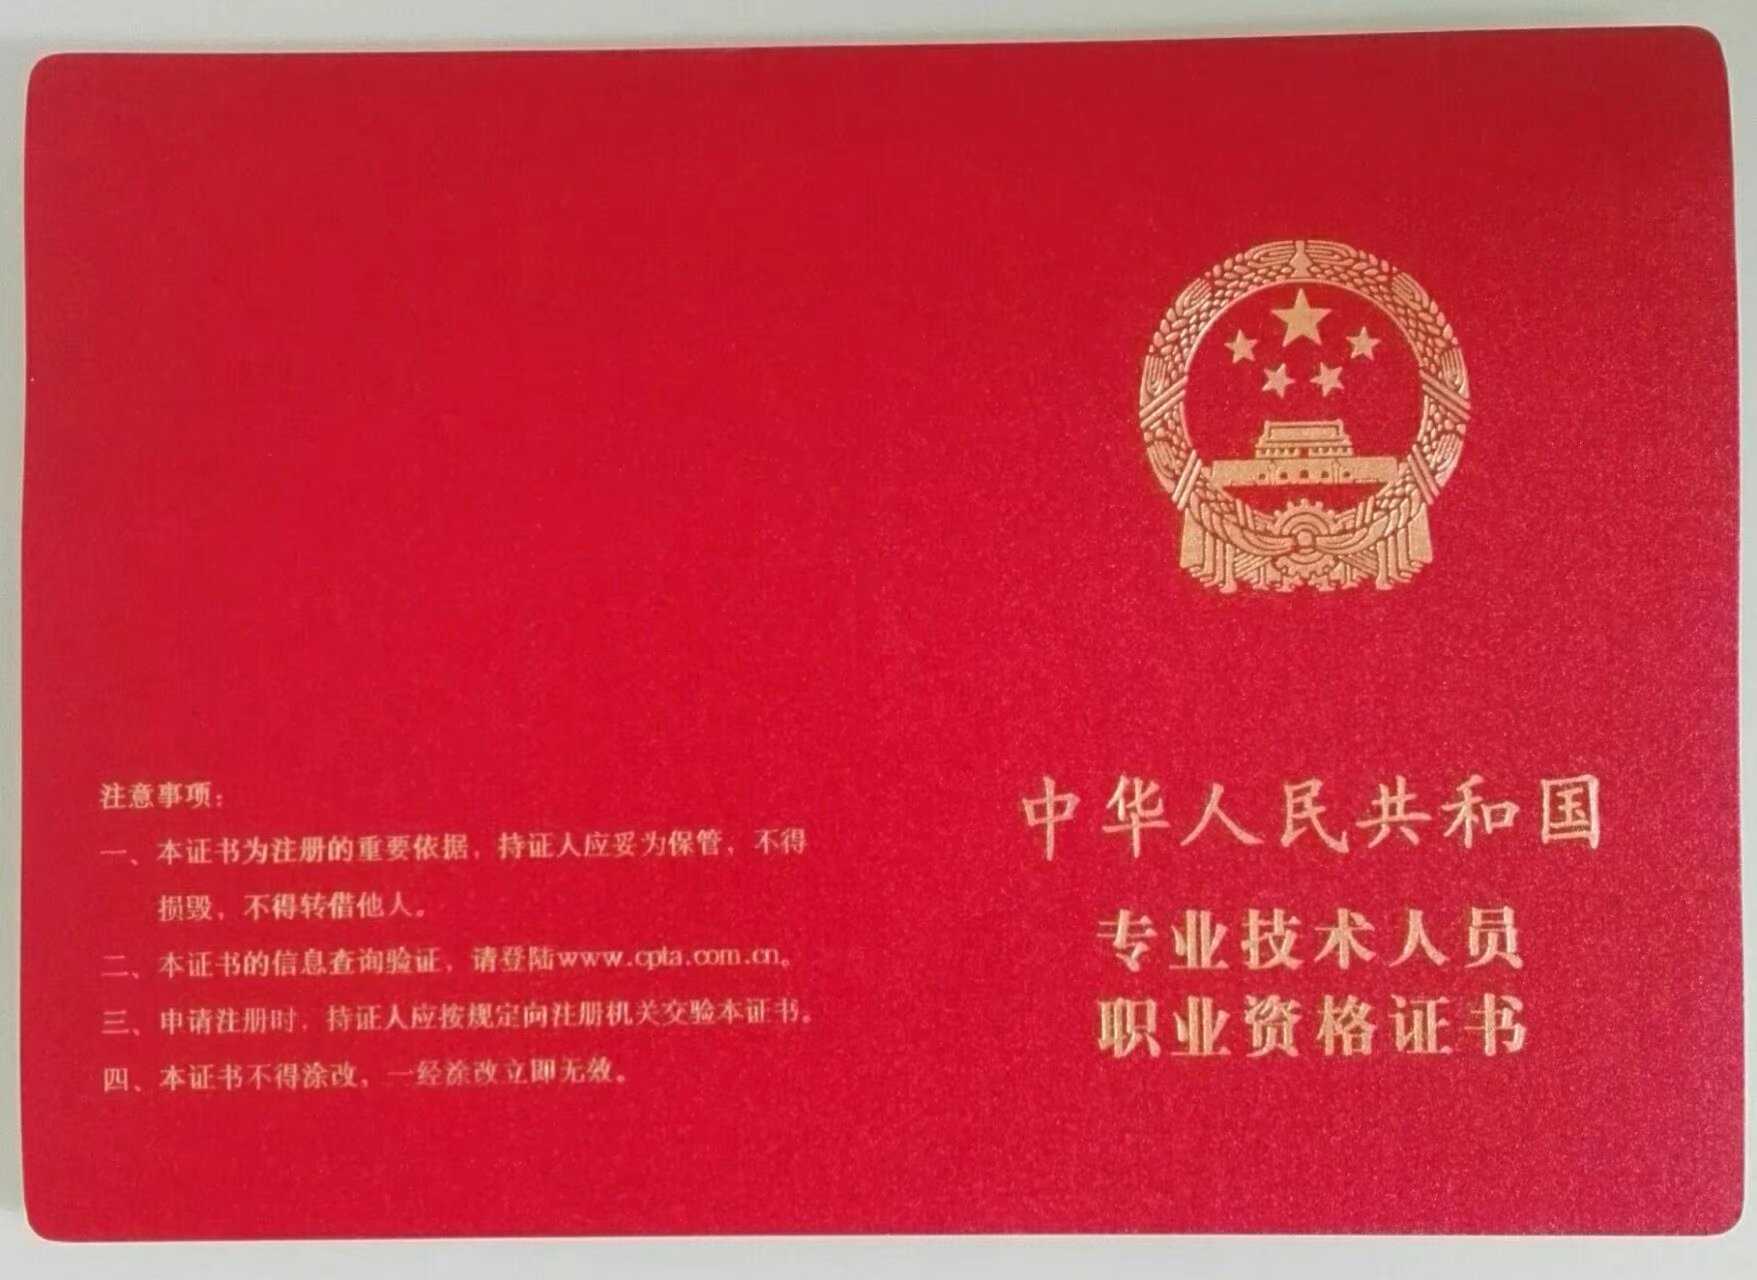 注意事项：
一、本证书为注册的重要依据，持证人应妥为保管，不得
损毁，不得转借他人。
二、本证书的信息查询验证，请登陆www.cpta.com.cn。
三、申请注册时，持证人应按规定向注册机关交验本证书。
四、本证书不得涂改，一经涂改立即无效。
中华人民共和国
专业技术人员
职业资格证书